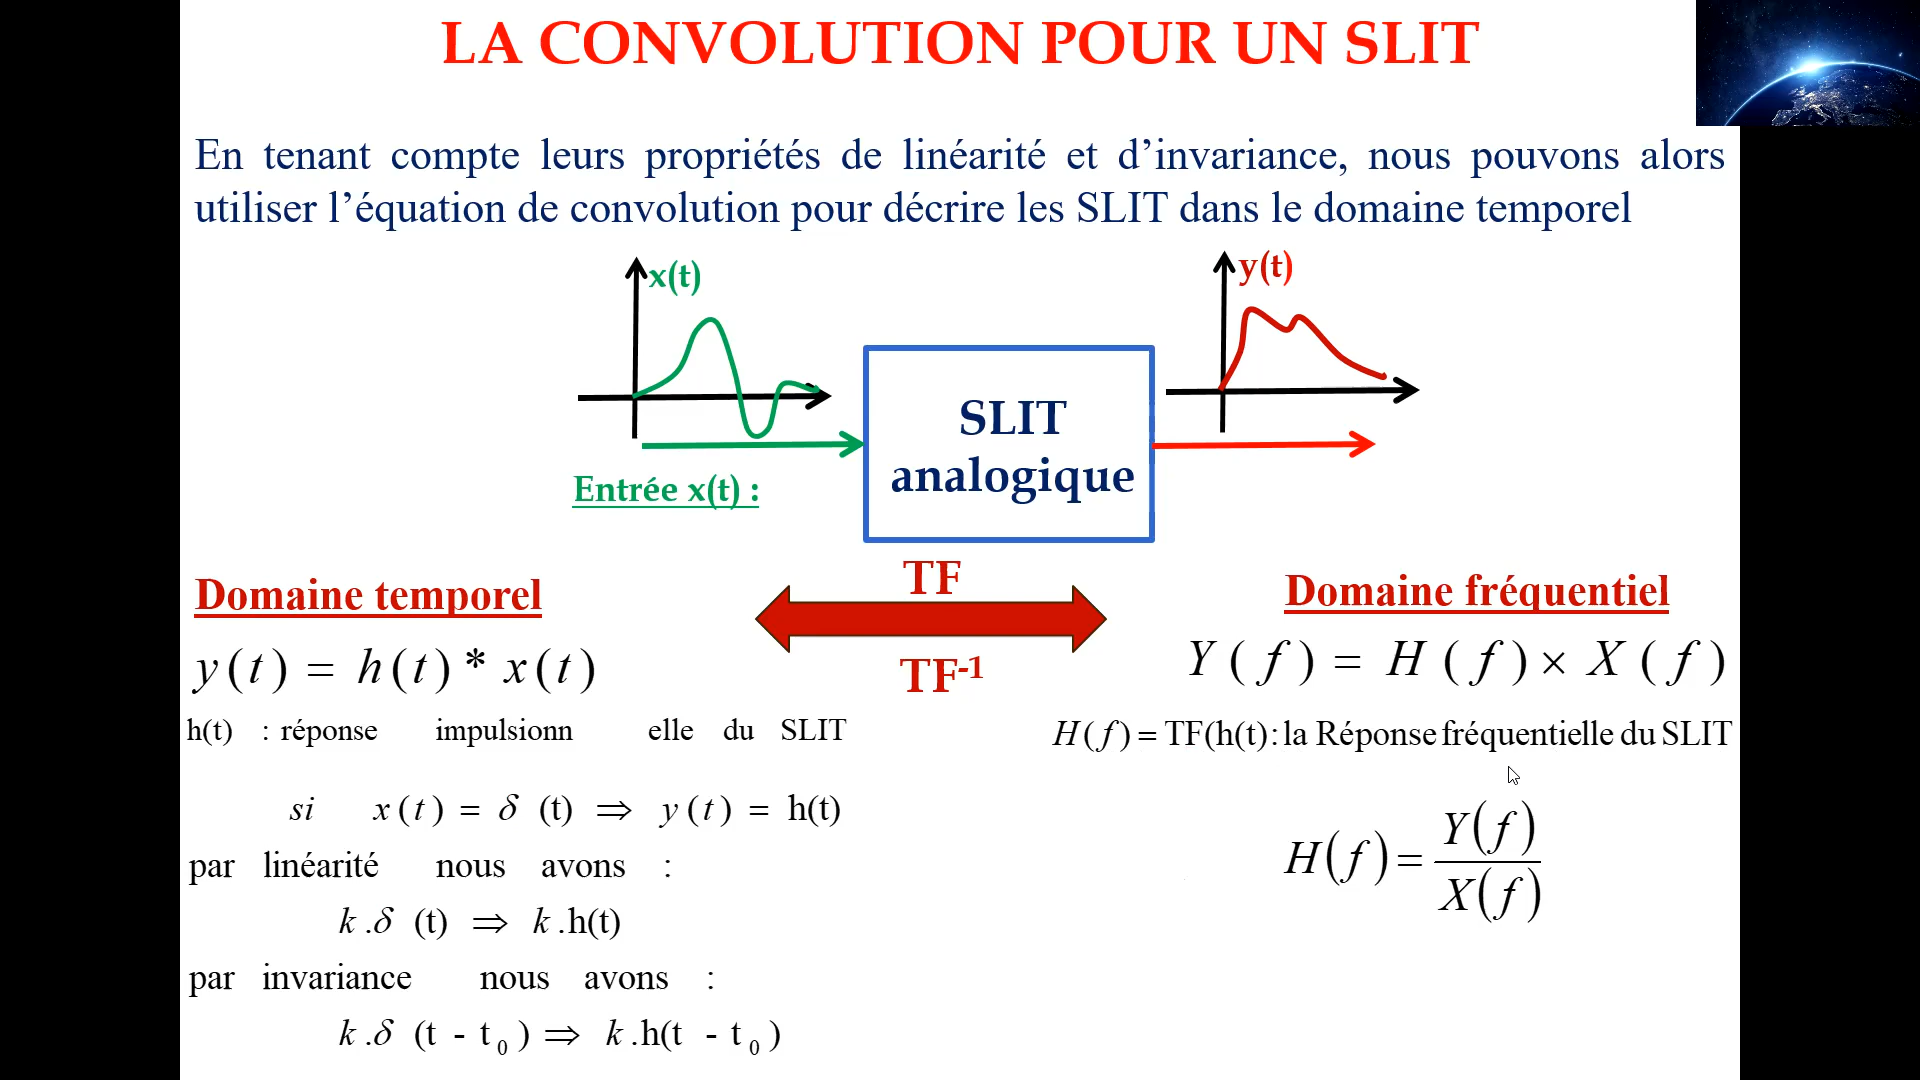 LA CONVOLUTION POUR UN SLIT
En tenant compte leurs propriétés de linéarité et d’invariance, nous pouvons alors
utiliser l’équation de convolution pour décrire les SLIT dans le domaine temporel
x(t)
y(t)
SLIT
analogique
Entrée x(t) :
TF
TF-1
Domaine temporel
y(t) = h(t) * x(t)
h(t) : réponse impulsionn elle du SLIT
si x(t) = δ (t) ⇒ y(t) = h(t)
par linéarité nous avons :
k.δ (t) ⇒ k.h(t)
par invariance nous avons :
k.δ (t - t₀) ⇒ k.h(t - t₀)
Domaine fréquentiel
Y(f) = H(f) × X(f)
H(f) = TF(h(t) : la Réponse fréquentielle du SLIT
H(f) = Y(f) / X(f)